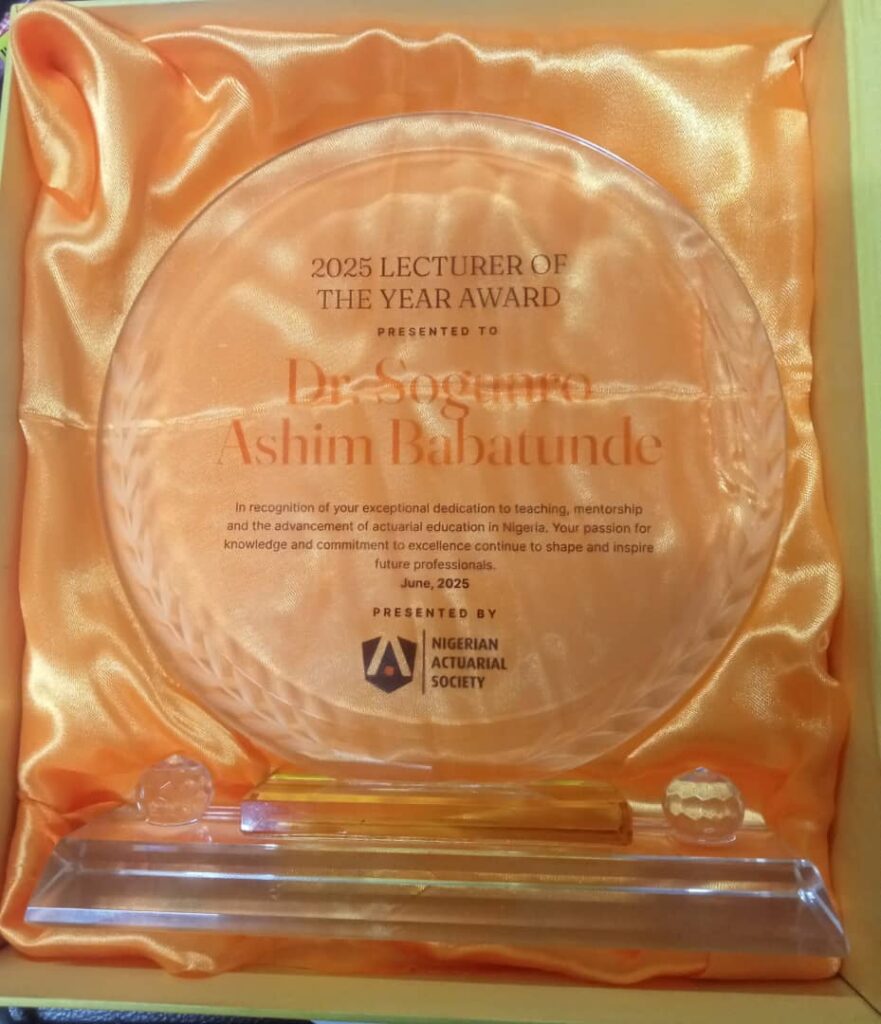 2025 LECTURER OF
THE YEAR AWARD
PRESENTED TO
Dr. Sogunro
Ashim Babatunde
In recognition of your exceptional dedication to teaching, mentorship
and the advancement of actuarial education in Nigeria. Your passion for
knowledge and commitment to excellence continue to shape and inspire
future professionals.
June, 2025
PRESENTED BY
NIGERIAN
ACTUARIAL
SOCIETY